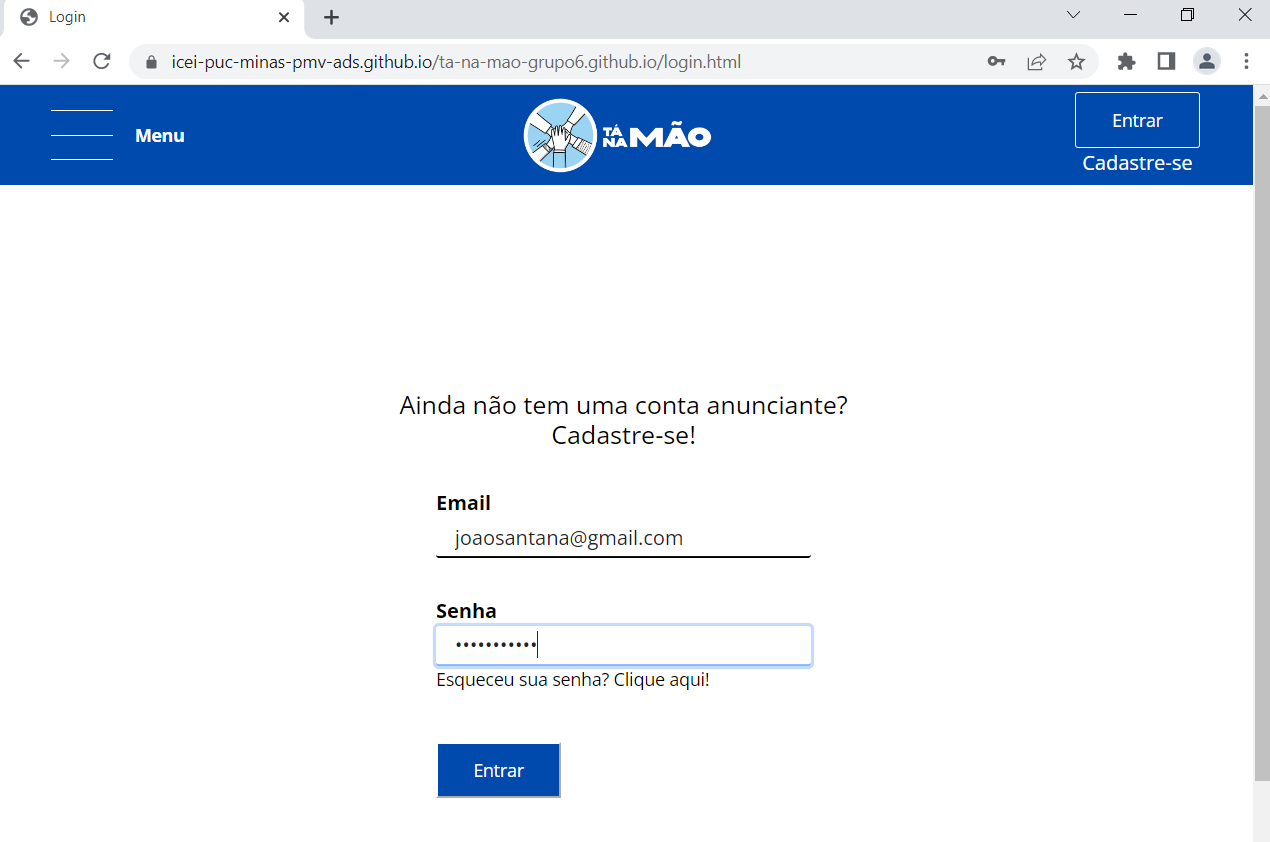 Login
icei-puc-minas-pmv-ads.github.io/ta-na-mao-grupo6.github.io/login.html
Menu
TÁ
NA MÃO
Entrar
Cadastre-se
Ainda não tem uma conta anunciante?
Cadastre-se!
Email
joaosantana@gmail.com
Senha
•••••••••••
Esqueceu sua senha? Clique aqui!
Entrar